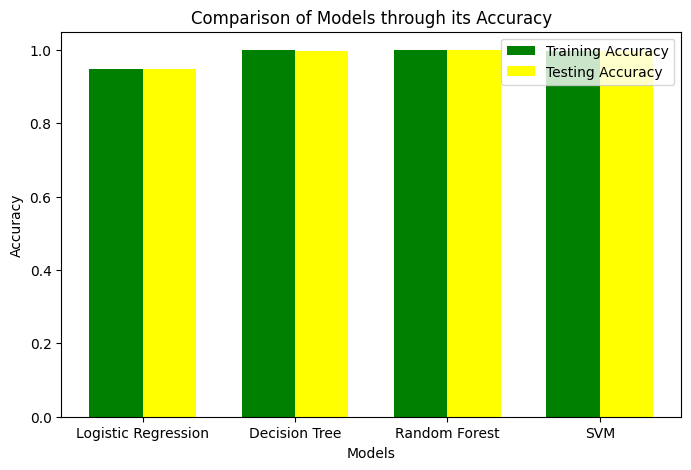 Comparison of Models through its Accuracy
Training Accuracy
Testing Accuracy
1.0
0.8
0.6
0.4
0.2
0.0
Accuracy
Logistic Regression
Decision Tree
Random Forest
SVM
Models